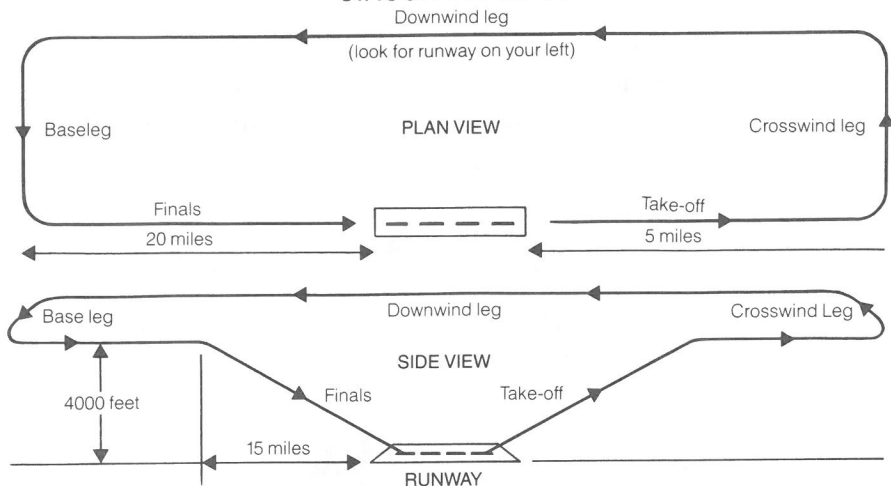 Downwind leg
(look for runway on your left)
Baseleg
PLAN VIEW
Crosswind leg
Finals
Take-off
20 miles
5 miles
Base leg
Downwind leg
Crosswind Leg
SIDE VIEW
4000 feet
Finals
Take-off
15 miles
RUNWAY